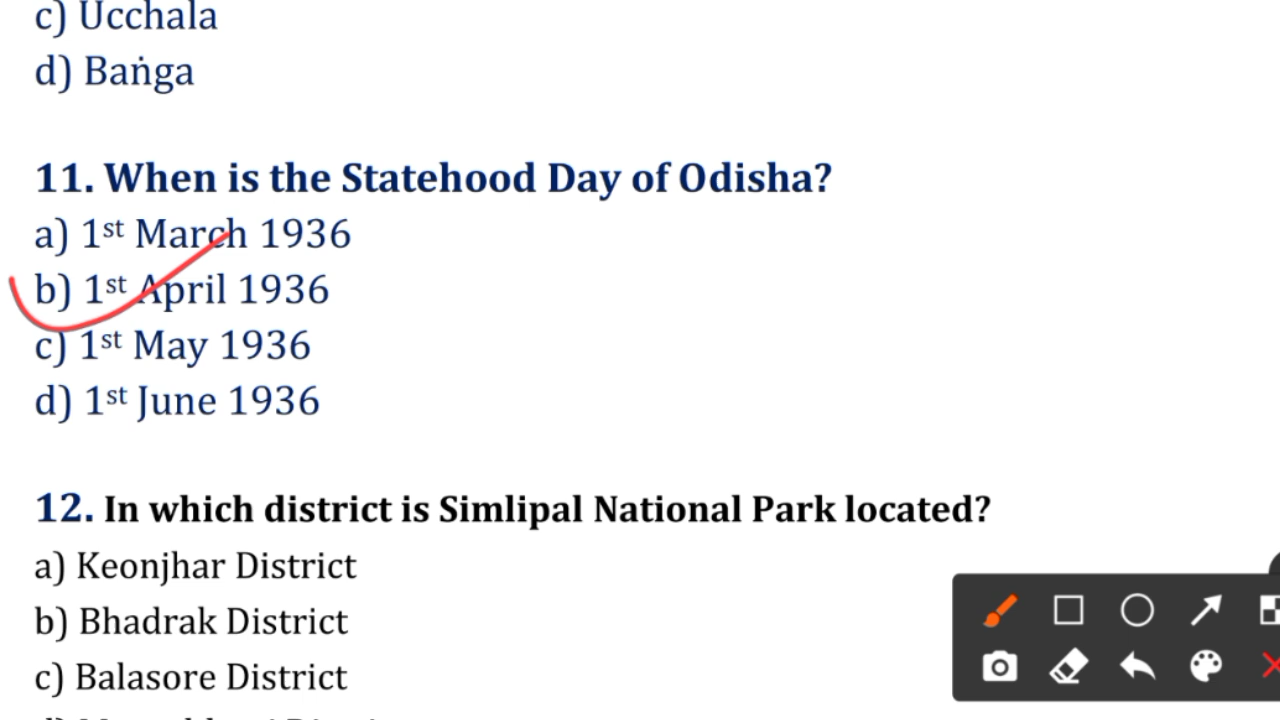 c) Ucchala
d) Baṅga
11. When is the Statehood Day of Odisha?
a) 1st March 1936
b) 1st April 1936
c) 1st May 1936
d) 1st June 1936
12. In which district is Simlipal National Park located?
a) Keonjhar District
b) Bhadrak District
c) Balasore District